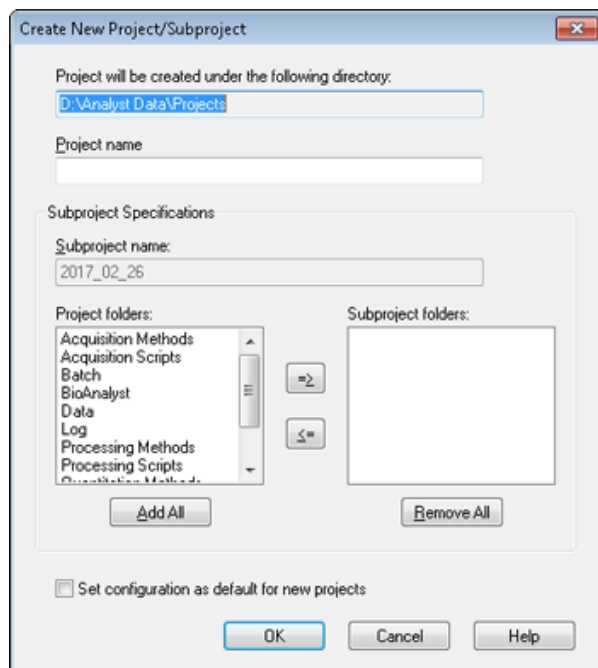 Create New Project/Subproject
Project will be created under the following directory:
D:\Analyst Data\Projects
Project name
Subproject Specifications
Subproject name:
2017_02_26
Project folders:
Subproject folders:
Acquisition Methods
Acquisition Scripts
Batch
BioAnalyst
Data
Log
Processing Methods
Processing Scripts
Quantitation Methods
=>
<=
Add All
Remove All
Set configuration as default for new projects
OK
Cancel
Help